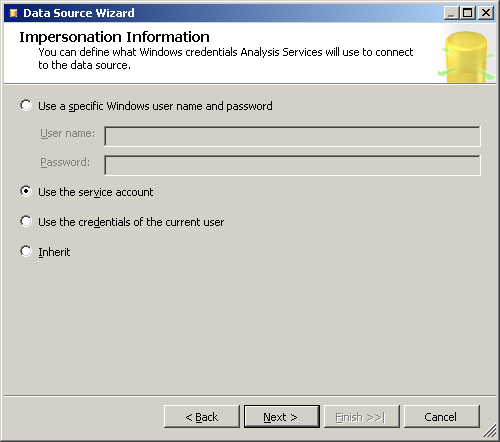 Data Source Wizard
Impersonation Information
You can define what Windows credentials Analysis Services will use to connect
to the data source.
Use a specific Windows user name and password
User name:
Password:
Use the service account
Use the credentials of the current user
Inherit
< Back
Next >
Finish >>|
Cancel